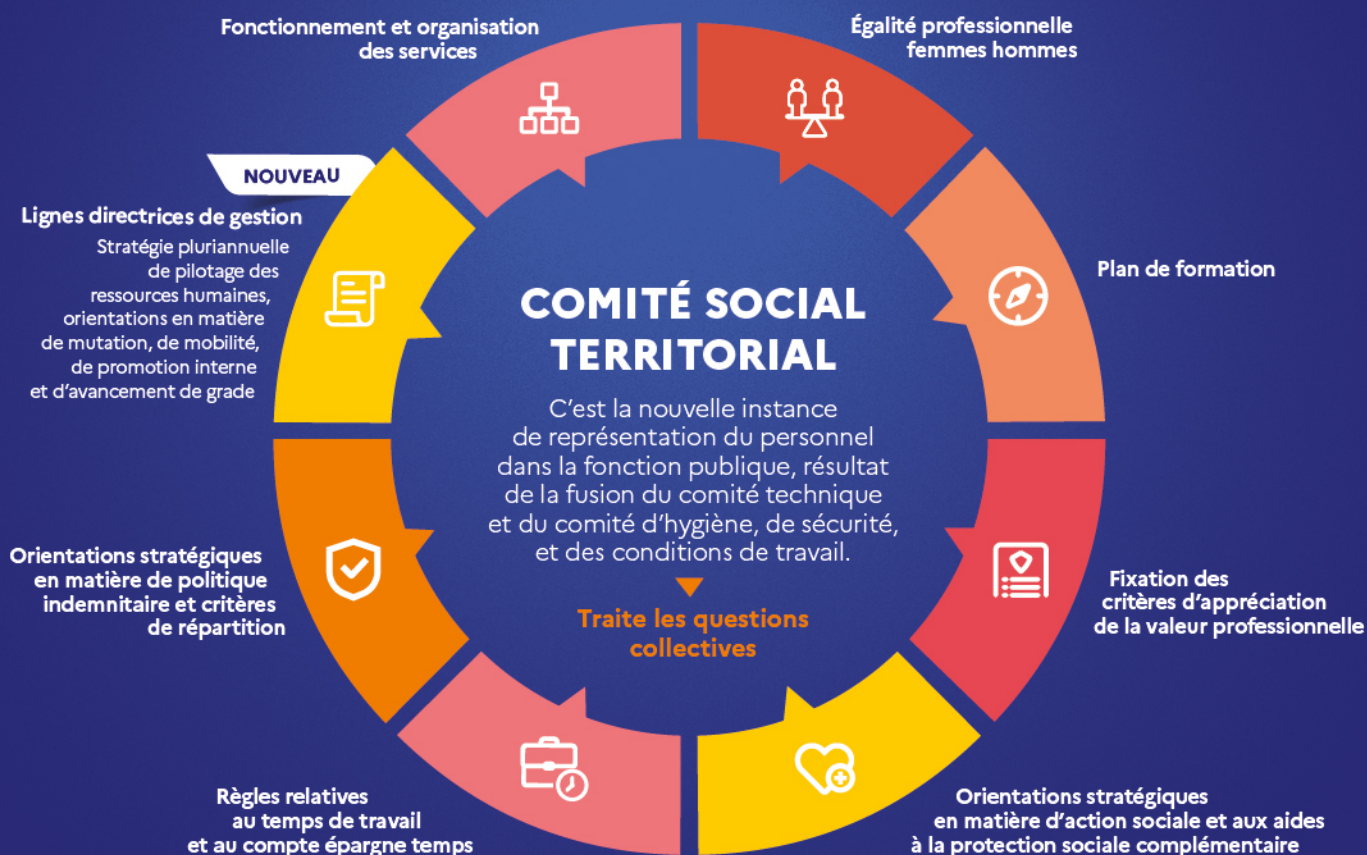 Fonctionnement et organisation
des services
Égalité professionnelle
femmes hommes
NOUVEAU
Lignes directrices de gestion
Stratégie pluriannuelle
de pilotage des
ressources humaines,
orientations en matière
de mutation, de mobilité,
de promotion interne
et d’avancement de grade
Plan de formation
COMITÉ SOCIAL
TERRITORIAL
C’est la nouvelle instance
de représentation du personnel
dans la fonction publique, résultat
de la fusion du comité technique
et du comité d’hygiène, de sécurité,
et des conditions de travail.
Traite les questions
collectives
Orientations stratégiques
en matière de politique
indemnitaire et critères
de répartition
Fixation des
critères d’appréciation
de la valeur professionnelle
Règles relatives
au temps de travail
et au compte épargne temps
Orientations stratégiques
en matière d’action sociale et aux aides
à la protection sociale complémentaire